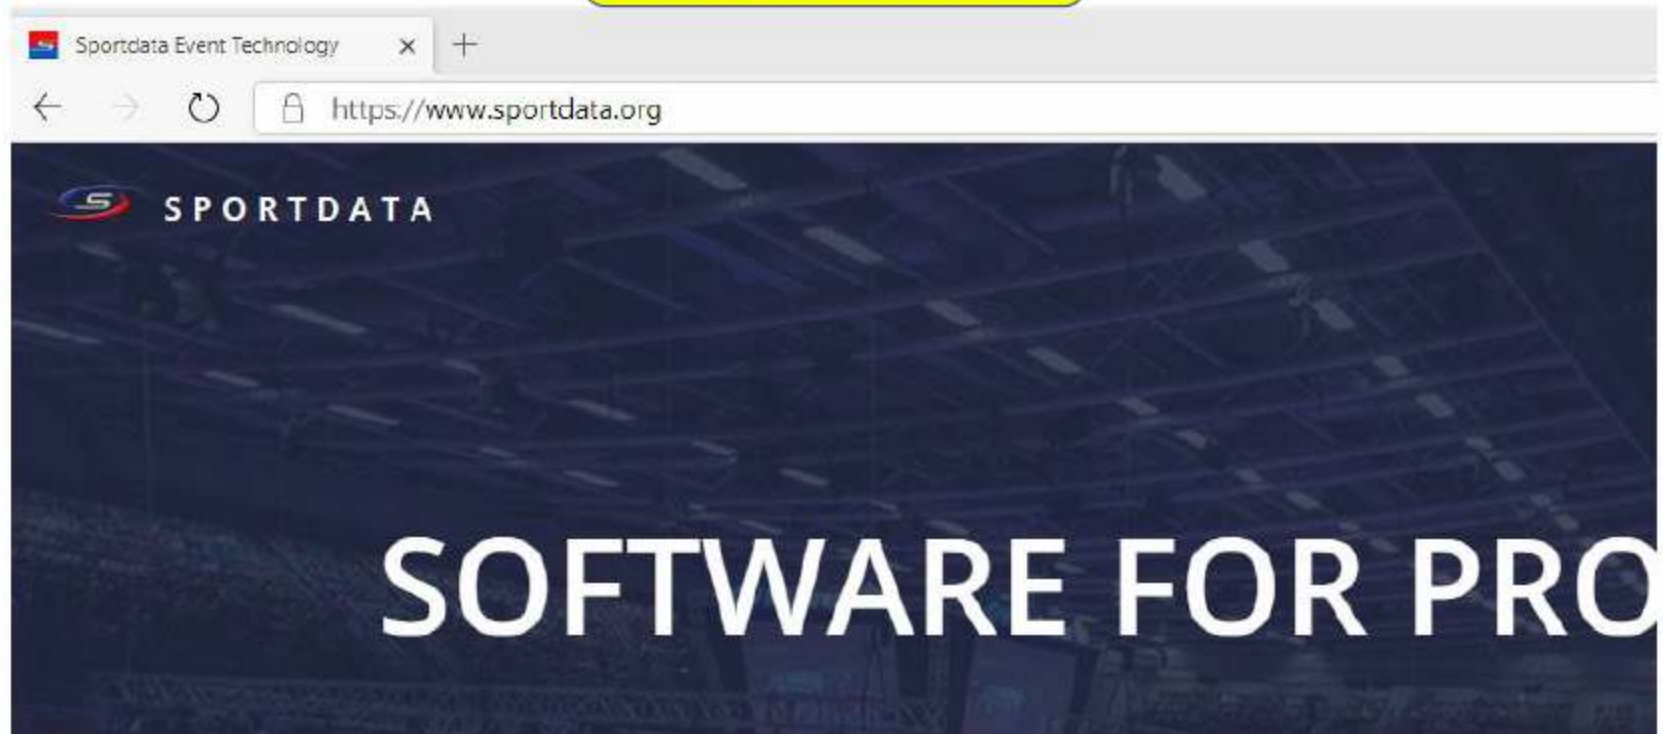 Sportdata Event Technology
https://www.sportdata.org
SPORTDATA
SOFTWARE FOR PRO